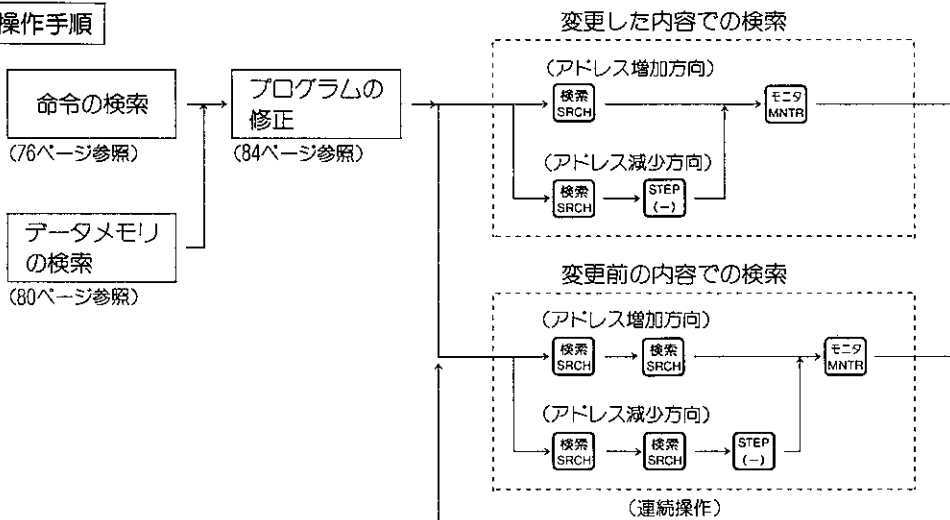 操作手順
命令の検索
(76ページ参照)
データメモリ
の検索
(80ページ参照)
プログラムの
修正
(84ページ参照)
変更した内容での検索
(アドレス増加方向)
検索
SRCH
モニタ
MNTR
(アドレス減少方向)
検索
SRCH
STEP
(−)
変更前の内容での検索
(アドレス増加方向)
検索
SRCH
検索
SRCH
モニタ
MNTR
(アドレス減少方向)
検索
SRCH
検索
SRCH
STEP
(−)
(連続操作)